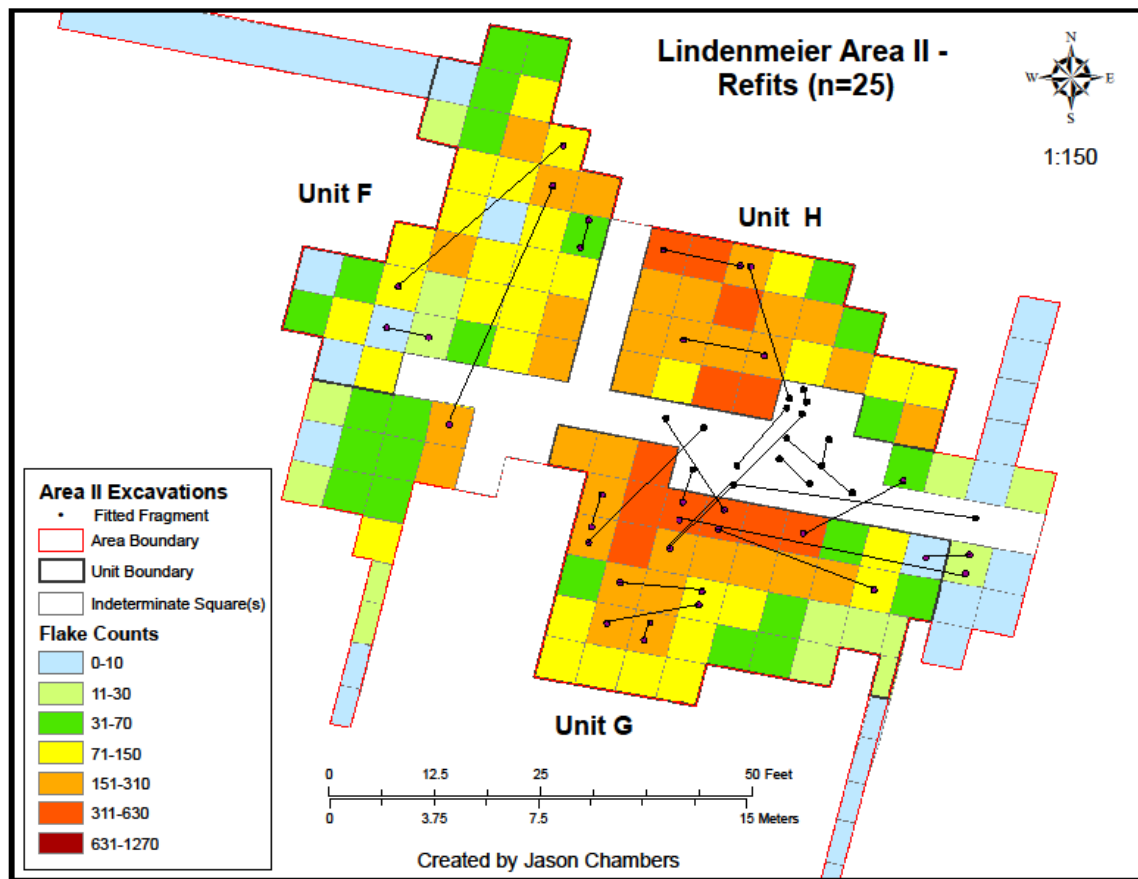 Lindenmeier Area II -
Refits (n=25)
N
W E
S
1:150
Unit F
Unit H
Area II Excavations
Fitted Fragment
Area Boundary
Unit Boundary
Indeterminate Square(s)
Flake Counts
0-10
11-30
31-70
71-150
151-310
311-630
631-1270
Unit G
0 12.5 25 50 Feet
0 3.75 7.5 15 Meters
Created by Jason Chambers